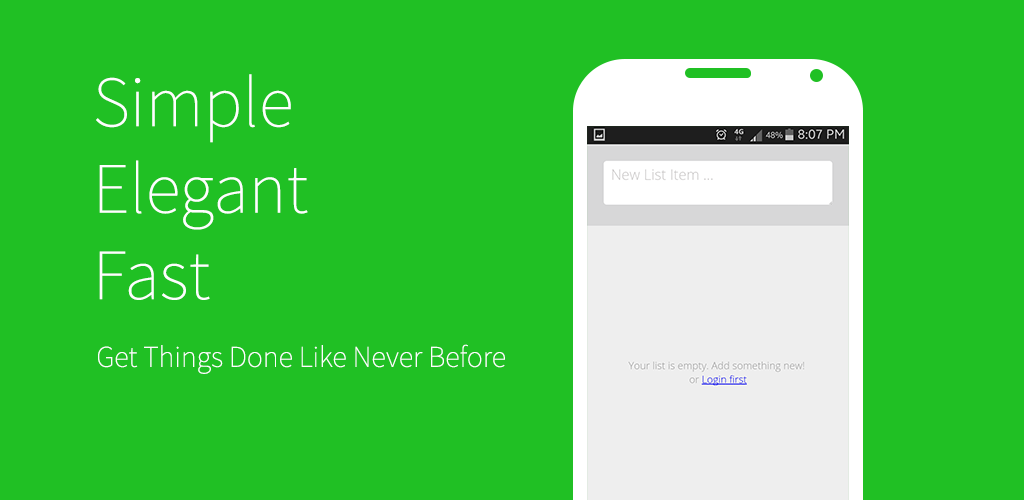 Simple
Elegant
Fast
Get Things Done Like Never Before
4G 48% 8:07 PM
New List Item ...
Your list is empty. Add something new!
or Login first